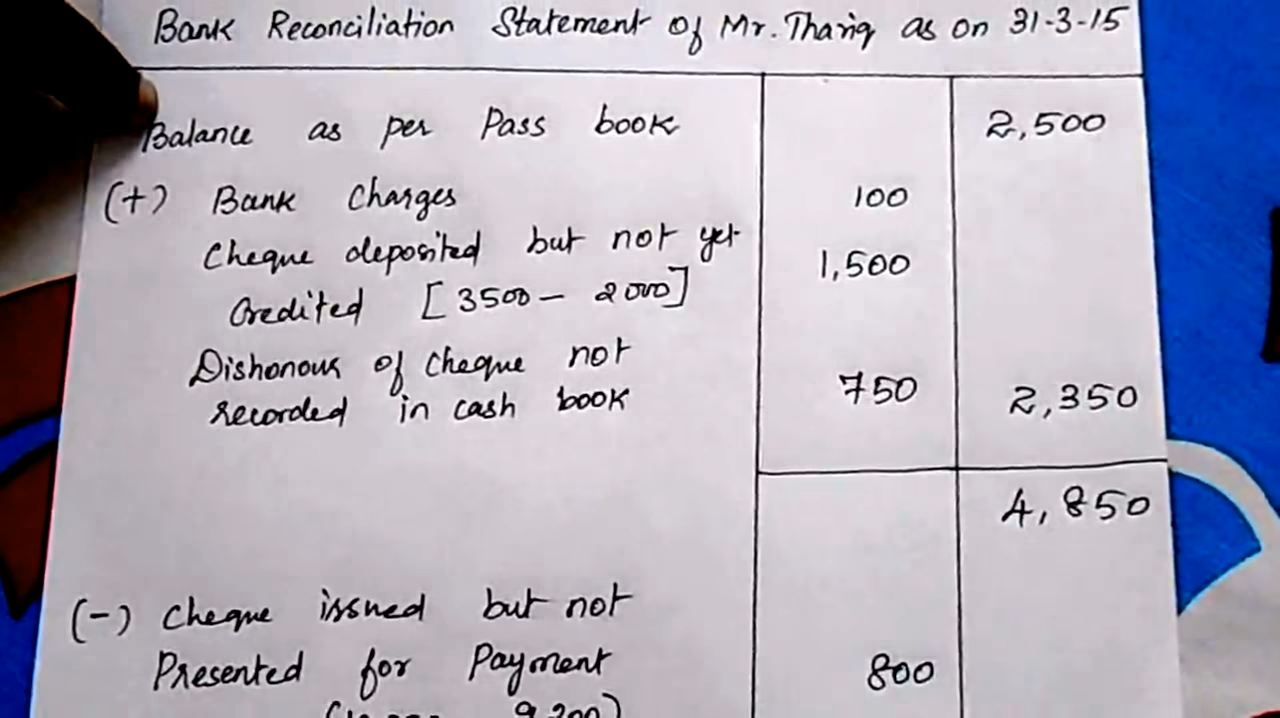 Bank Reconciliation Statement of Mr. Thariq as on 31-3-15
Balance as per Pass book 2,500
(+) Bank Charges 100
Cheque deposited but not yet 1,500
Credited [3500 - 2000]
Dishonour of Cheque not
recorded in cash book 750 2,350
4,850
(-) Cheque issued but not
Presented for Payment 800
9,200)